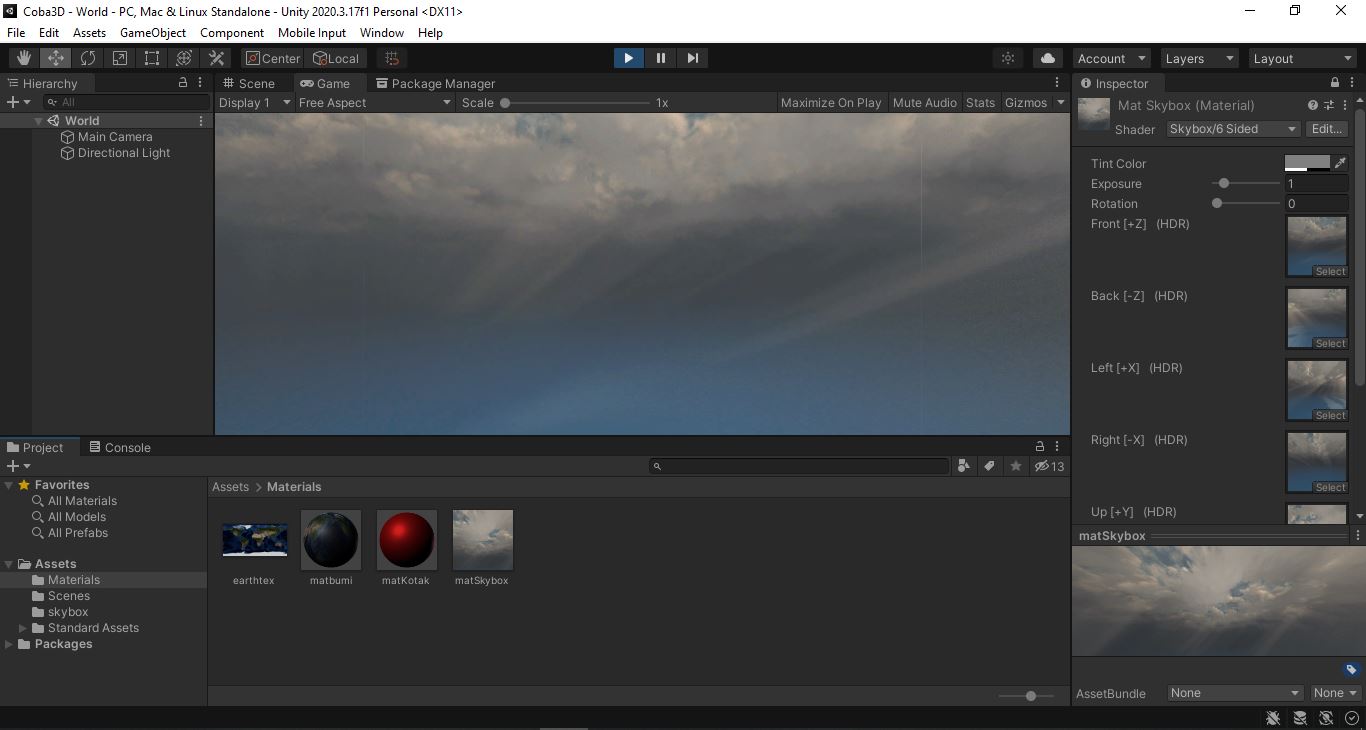 Coba3D - World - PC, Mac & Linux Standalone - Unity 2020.3.17f1 Personal <DX11>
File Edit Assets GameObject Component Mobile Input Window Help
Center Local Account Layers Layout
Hierarchy
All
World
Main Camera
Directional Light
Scene Game Package Manager
Display 1 Free Aspect Scale 1x Maximize On Play Mute Audio Stats Gizmos
Inspector
Mat Skybox (Material)
Shader Skybox/6 Sided Edit...
Tint Color
Exposure 1
Rotation 0
Front [+Z] (HDR)
Select
Back [-Z] (HDR)
Select
Left [+X] (HDR)
Select
Right [-X] (HDR)
Select
Up [+Y] (HDR)
matSkybox
AssetBundle None None
Project Console
13
Favorites
All Materials
All Models
All Prefabs
Assets
Materials
Scenes
skybox
Standard Assets
Packages
Assets > Materials
earthtex matbumi matKotak matSkybox